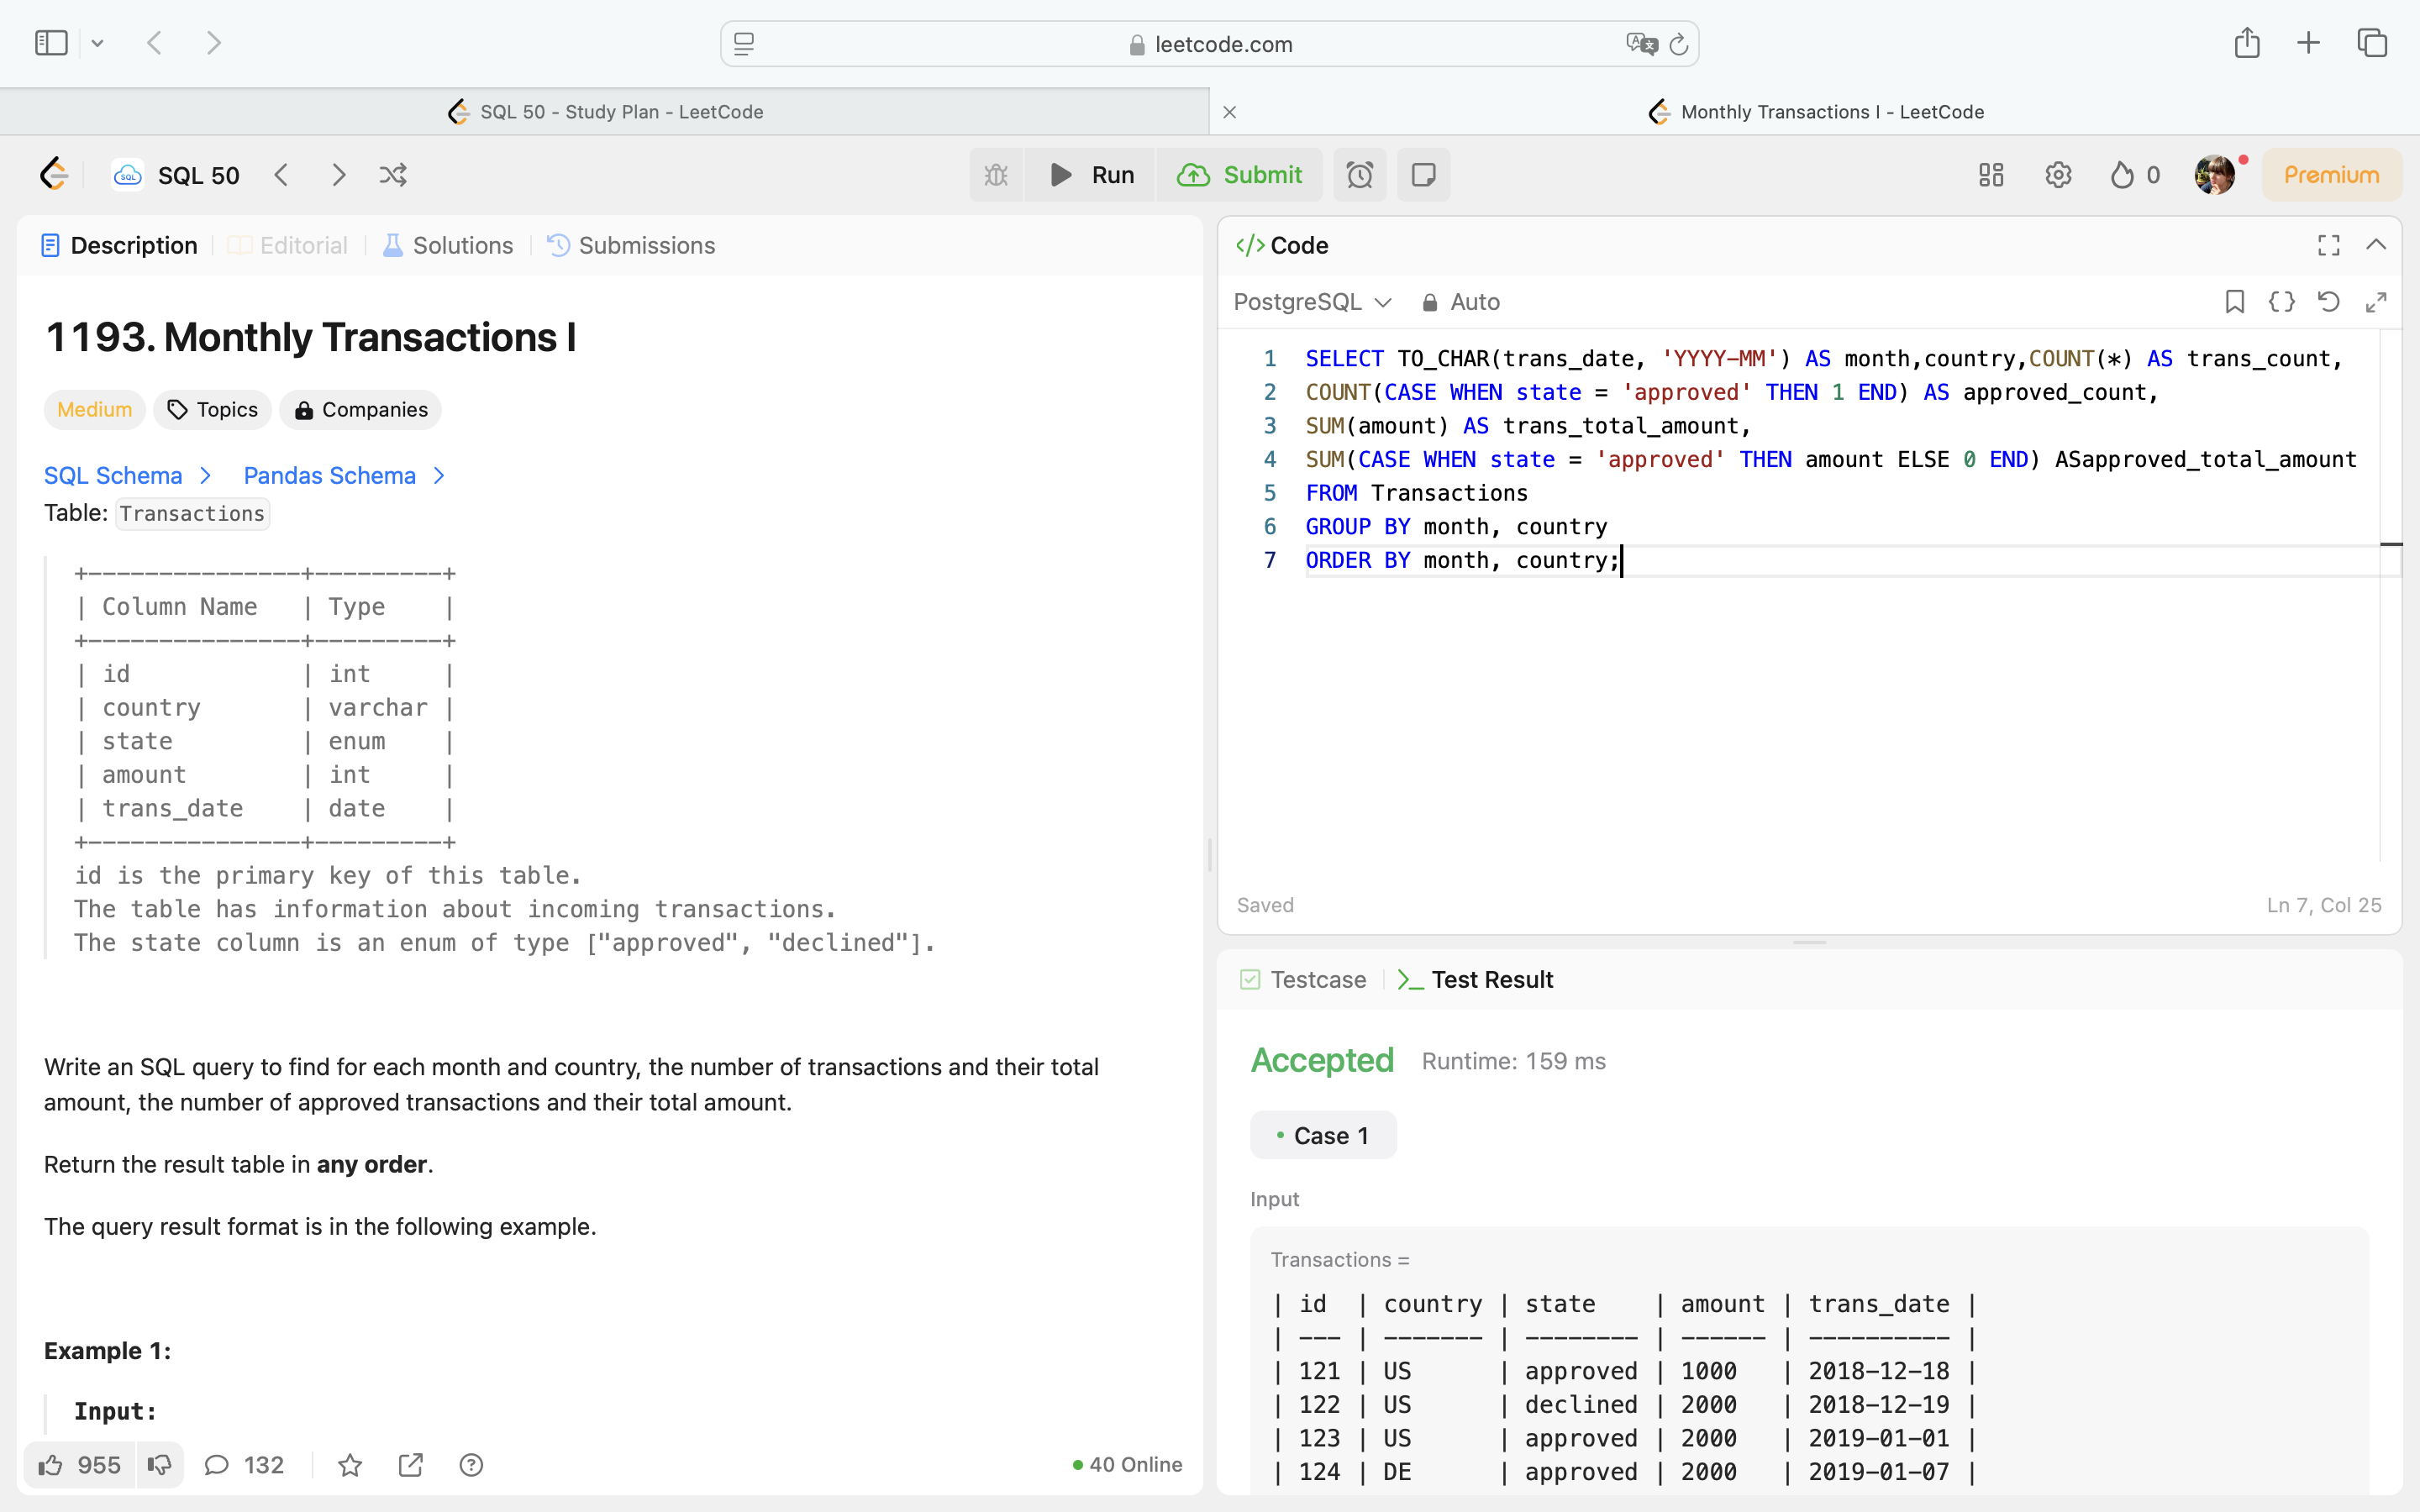 leetcode.com
SQL 50 - Study Plan - LeetCode
Monthly Transactions I - LeetCode
SQL 50
Run
Submit
0
Premium
Description
Editorial
Solutions
Submissions
1193. Monthly Transactions I
Medium
Topics
Companies
SQL Schema
Pandas Schema
Table: Transactions
+---------------+---------+
| Column Name   | Type    |
+---------------+---------+
| id            | int     |
| country       | varchar |
| state         | enum    |
| amount        | int     |
| trans_date    | date    |
+---------------+---------+
id is the primary key of this table.
The table has information about incoming transactions.
The state column is an enum of type ["approved", "declined"].
Write an SQL query to find for each month and country, the number of transactions and their total
amount, the number of approved transactions and their total amount.
Return the result table in any order.
The query result format is in the following example.
Example 1:
Input:
955
132
40 Online
Code
PostgreSQL
Auto
1 SELECT TO_CHAR(trans_date, 'YYYY-MM') AS month,country,COUNT(*) AS trans_count,
2 COUNT(CASE WHEN state = 'approved' THEN 1 END) AS approved_count,
3 SUM(amount) AS trans_total_amount,
4 SUM(CASE WHEN state = 'approved' THEN amount ELSE 0 END) ASapproved_total_amount
5 FROM Transactions
6 GROUP BY month, country
7 ORDER BY month, country;
Saved
Ln 7, Col 25
Testcase
Test Result
Accepted
Runtime: 159 ms
Case 1
Input
Transactions =
| id  | country | state    | amount | trans_date |
| --- | ------- | -------- | ------ | ---------- |
| 121 | US      | approved | 1000   | 2018-12-18 |
| 122 | US      | declined | 2000   | 2018-12-19 |
| 123 | US      | approved | 2000   | 2019-01-01 |
| 124 | DE      | approved | 2000   | 2019-01-07 |